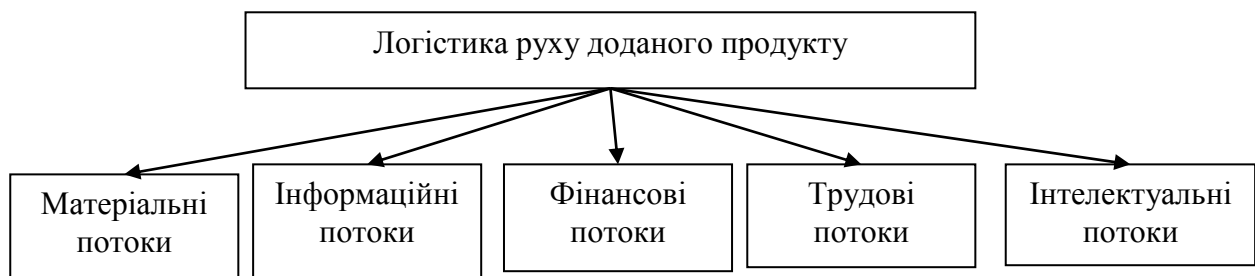 Логістика руху доданого продукту
Матеріальні
потоки
Інформаційні
потоки
Фінансові
потоки
Трудові
потоки
Інтелектуальні
потоки